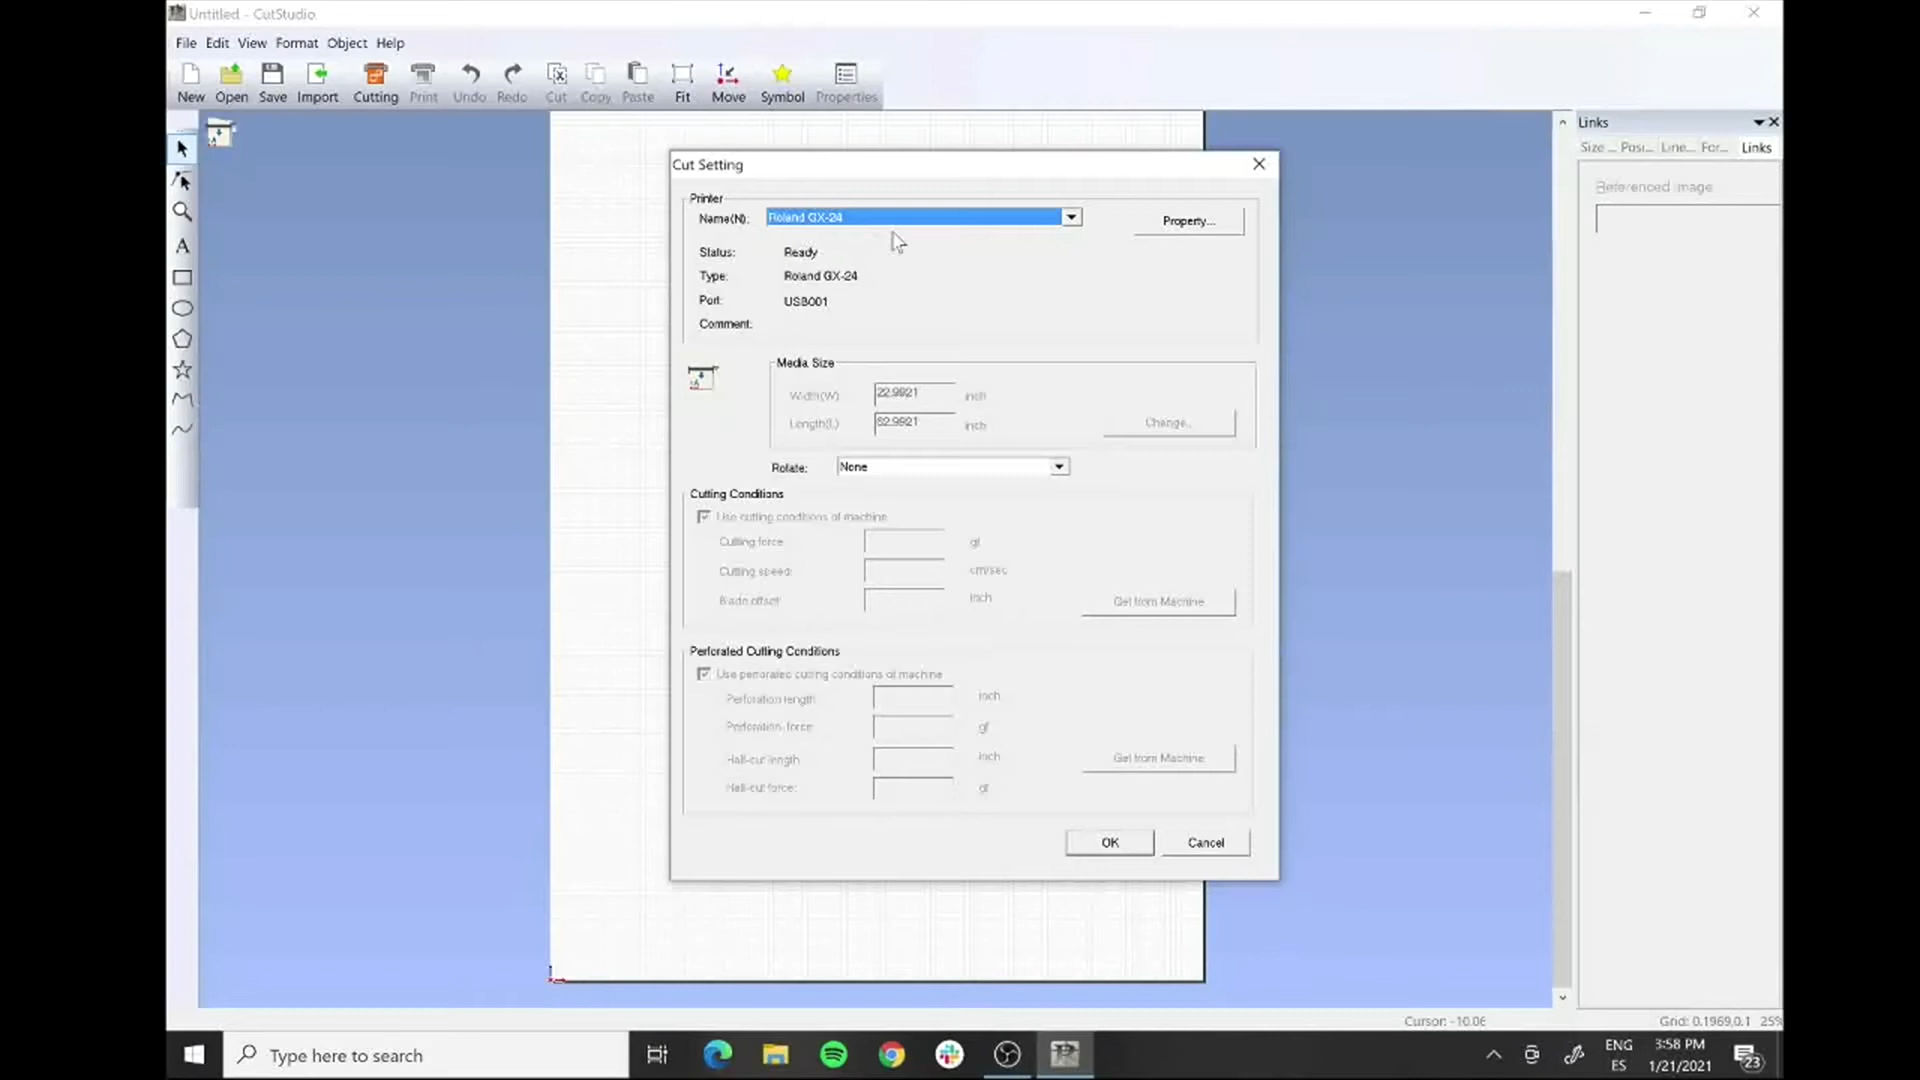 Untitled - CutStudio
File Edit View Format Object Help
New Open Save Import Cutting Print Undo Redo Cut Copy Paste Fit Move Symbol Properties
Links
Size ... Posi... Line... For... Links
Referenced Image
Cut Setting
Printer
Name(N): Roland GX-24 Property...
Status: Ready
Type: Roland GX-24
Port: USB001
Comment:
Media Size
Width(W) 22.9921 inch
Length(L) 62.9921 inch Change..
Rotate: None
Cutting Conditions
Use cutting conditions of machine
Cutting force gf
Cutting speed: cm/sec
Blade offset inch Get from Machine
Perforated Cutting Conditions
Use perforated cutting conditions of machine
Perforation length inch
Perforation force gf
Half-cut length inch Get from Machine
Half-cut force: gf
OK Cancel
Cursor: -10.06 Grid: 0.1969,0.1 25%
Type here to search
ENG 3:58 PM
ES 1/21/2021 23